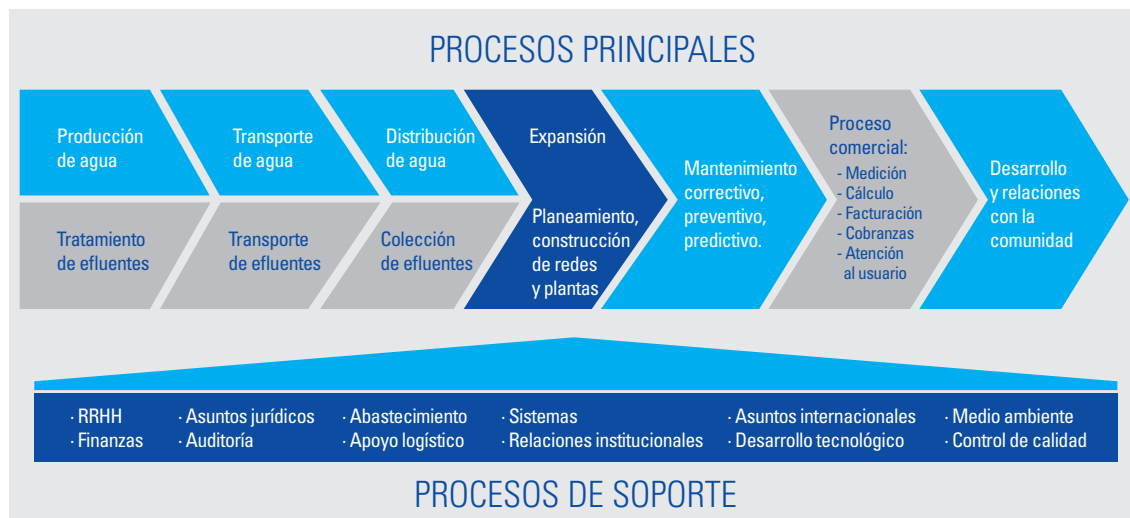 PROCESOS PRINCIPALES
Producción
de agua
Transporte
de agua
Distribución
de agua
Tratamiento
de efluentes
Transporte
de efluentes
Colección
de efluentes
Expansión
Planeamiento,
construcción
de redes
y plantas
Mantenimiento
correctivo,
preventivo,
predictivo.
Proceso
comercial:
- Medición
- Cálculo
- Facturación
- Cobranzas
- Atención
al usuario
Desarrollo
y relaciones
con la
comunidad
· RRHH
· Finanzas
· Asuntos jurídicos
· Auditoría
· Abastecimiento
· Apoyo logístico
· Sistemas
· Relaciones institucionales
· Asuntos internacionales
· Desarrollo tecnológico
· Medio ambiente
· Control de calidad
PROCESOS DE SOPORTE